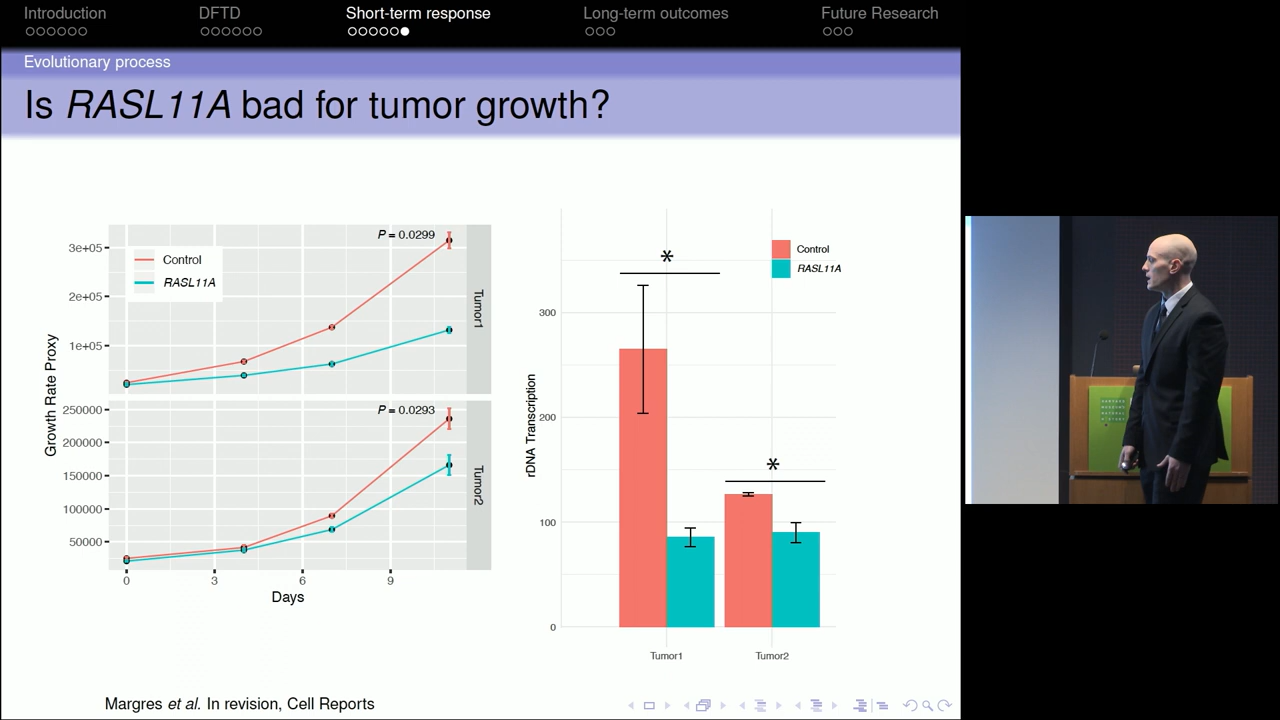 Introduction
DFTD
Short-term response
Long-term outcomes
Future Research
Evolutionary process
Is RASL11A bad for tumor growth?
P = 0.0299
3e+05
2e+05
1e+05
Control
RASL11A
Tumor1
P = 0.0293
250000
200000
150000
100000
50000
Tumor2
Growth Rate Proxy
0 3 6 9
Days
*
*
Control
RASL11A
300
200
100
0
rDNA Transcription
Tumor1 Tumor2
Margres et al. In revision, Cell Reports